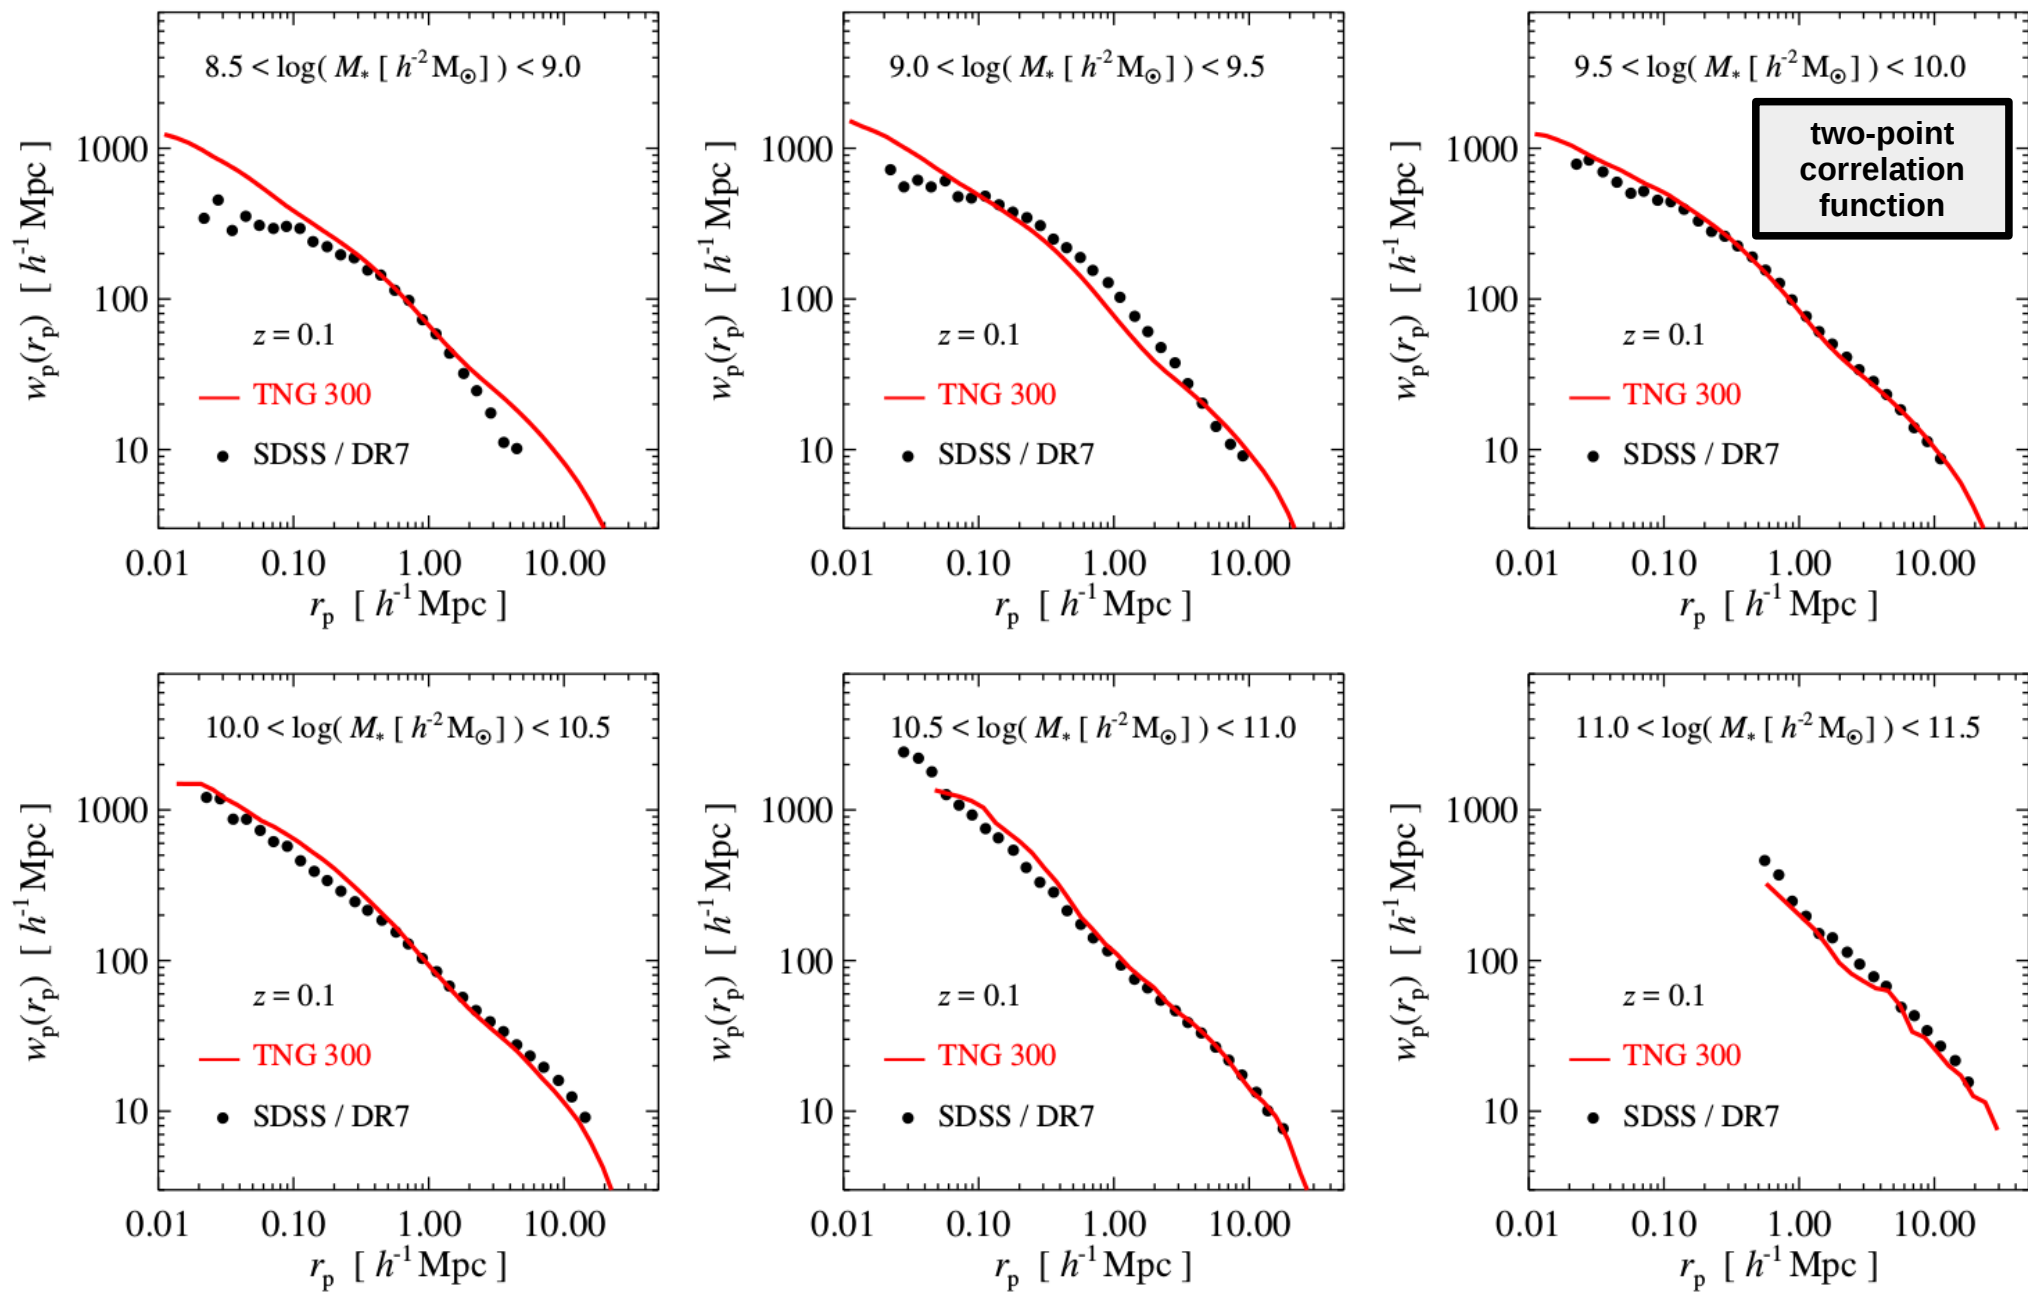 8.5 < log( M* [ h⁻² M☉ ] ) < 9.0
1000
100
10
wp(rp) [ h⁻¹ Mpc ]
z = 0.1
TNG 300
SDSS / DR7
0.01 0.10 1.00 10.00
rp [ h⁻¹ Mpc ]
9.0 < log( M* [ h⁻² M☉ ] ) < 9.5
1000
100
10
wp(rp) [ h⁻¹ Mpc ]
z = 0.1
TNG 300
SDSS / DR7
0.01 0.10 1.00 10.00
rp [ h⁻¹ Mpc ]
9.5 < log( M* [ h⁻² M☉ ] ) < 10.0
two-point
correlation
function
1000
100
10
wp(rp) [ h⁻¹ Mpc ]
z = 0.1
TNG 300
SDSS / DR7
0.01 0.10 1.00 10.00
rp [ h⁻¹ Mpc ]
10.0 < log( M* [ h⁻² M☉ ] ) < 10.5
1000
100
10
wp(rp) [ h⁻¹ Mpc ]
z = 0.1
TNG 300
SDSS / DR7
0.01 0.10 1.00 10.00
rp [ h⁻¹ Mpc ]
10.5 < log( M* [ h⁻² M☉ ] ) < 11.0
1000
100
10
wp(rp) [ h⁻¹ Mpc ]
z = 0.1
TNG 300
SDSS / DR7
0.01 0.10 1.00 10.00
rp [ h⁻¹ Mpc ]
11.0 < log( M* [ h⁻² M☉ ] ) < 11.5
1000
100
10
wp(rp) [ h⁻¹ Mpc ]
z = 0.1
TNG 300
SDSS / DR7
0.01 0.10 1.00 10.00
rp [ h⁻¹ Mpc ]